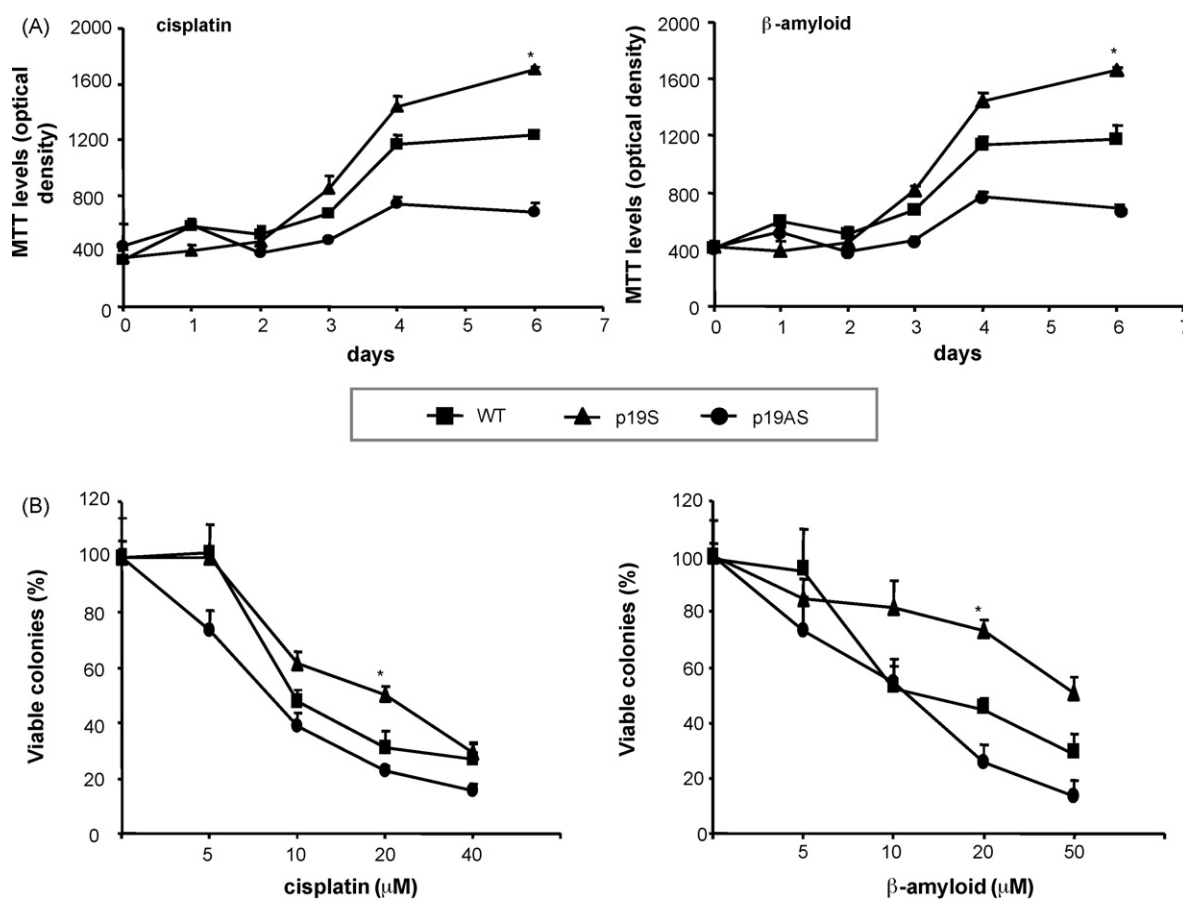 (A)
cisplatin
MTT levels (optical
density)
2000
1600
1200
800
400
0
0 1 2 3 4 5 6 7
days
β-amyloid
*
MTT levels (optical density)
2000
1600
1200
800
400
0
0 1 2 3 4 5 6 7
days
*
WT p19S p19AS
(B)
Viable colonies (%)
120
100
80
60
40
20
0
*
5 10 20 40
cisplatin (µM)
Viable colonies (%)
120
100
80
60
40
20
0
*
5 10 20 50
β-amyloid (µM)